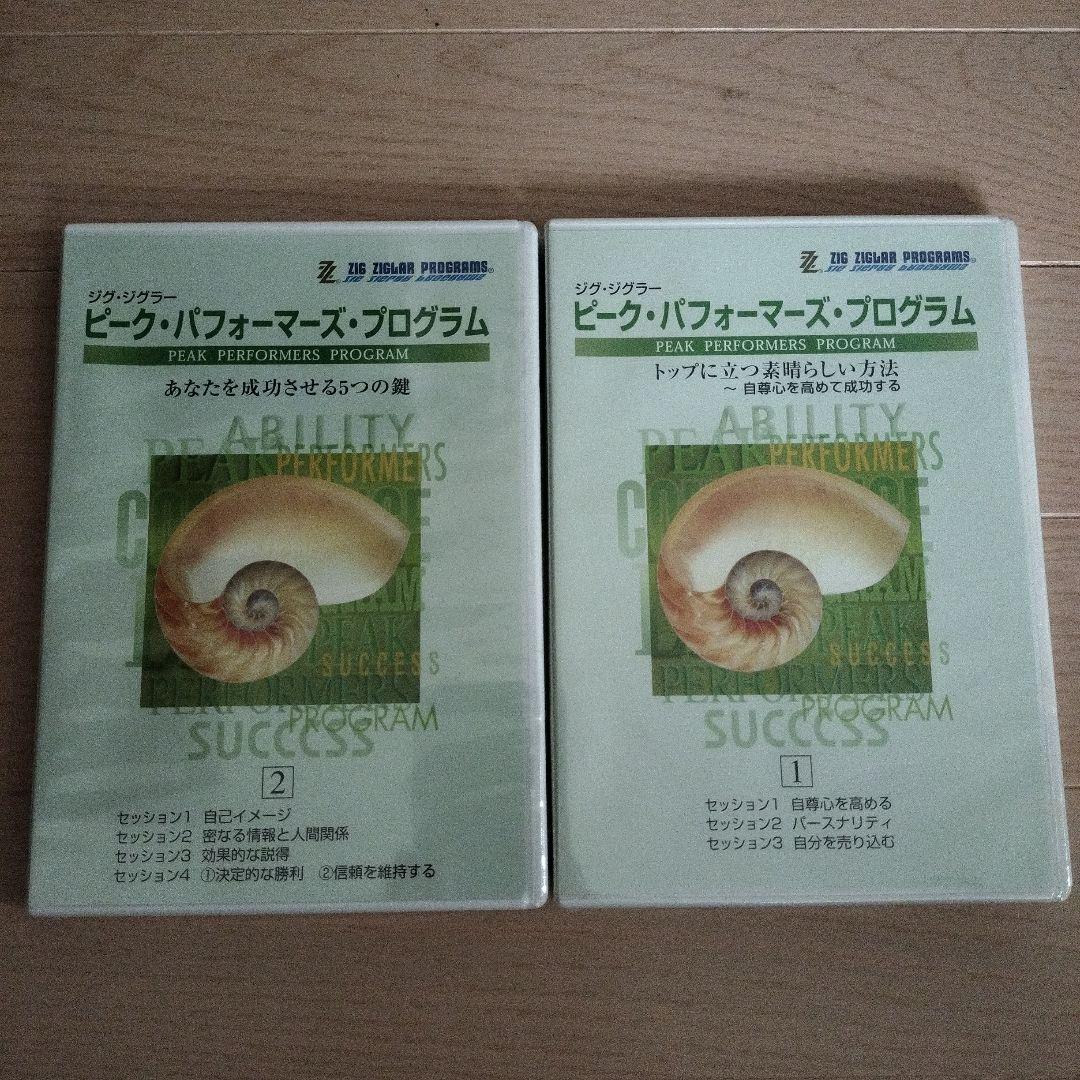 ZIG ZIGLAR PROGRAMS®
ジグ・ジグラー
ピーク・パフォーマーズ・プログラム
PEAK PERFORMERS PROGRAM
あなたを成功させる5つの鍵
ABILITY
PEAK
PERFORMERS
PEAK
SUCCESS
PERFORMERS
PROGRAM
SUCCCSS
2
セッション1 自己イメージ
セッション2 密なる情報と人間関係
セッション3 効果的な説得
セッション4 ①決定的な勝利 ②信頼を維持する
ZIG ZIGLAR PROGRAMS®
ジグ・ジグラー
ピーク・パフォーマーズ・プログラム
PEAK PERFORMERS PROGRAM
トップに立つ素晴らしい方法
～ 自尊心を高めて成功する
ABILITY
PEAK
PERFORMERS
PEAK
SUCCESS
PERFORMERS
PROGRAM
SUCCCSS
1
セッション1 自尊心を高める
セッション2 パースナリティ
セッション3 自分を売り込む